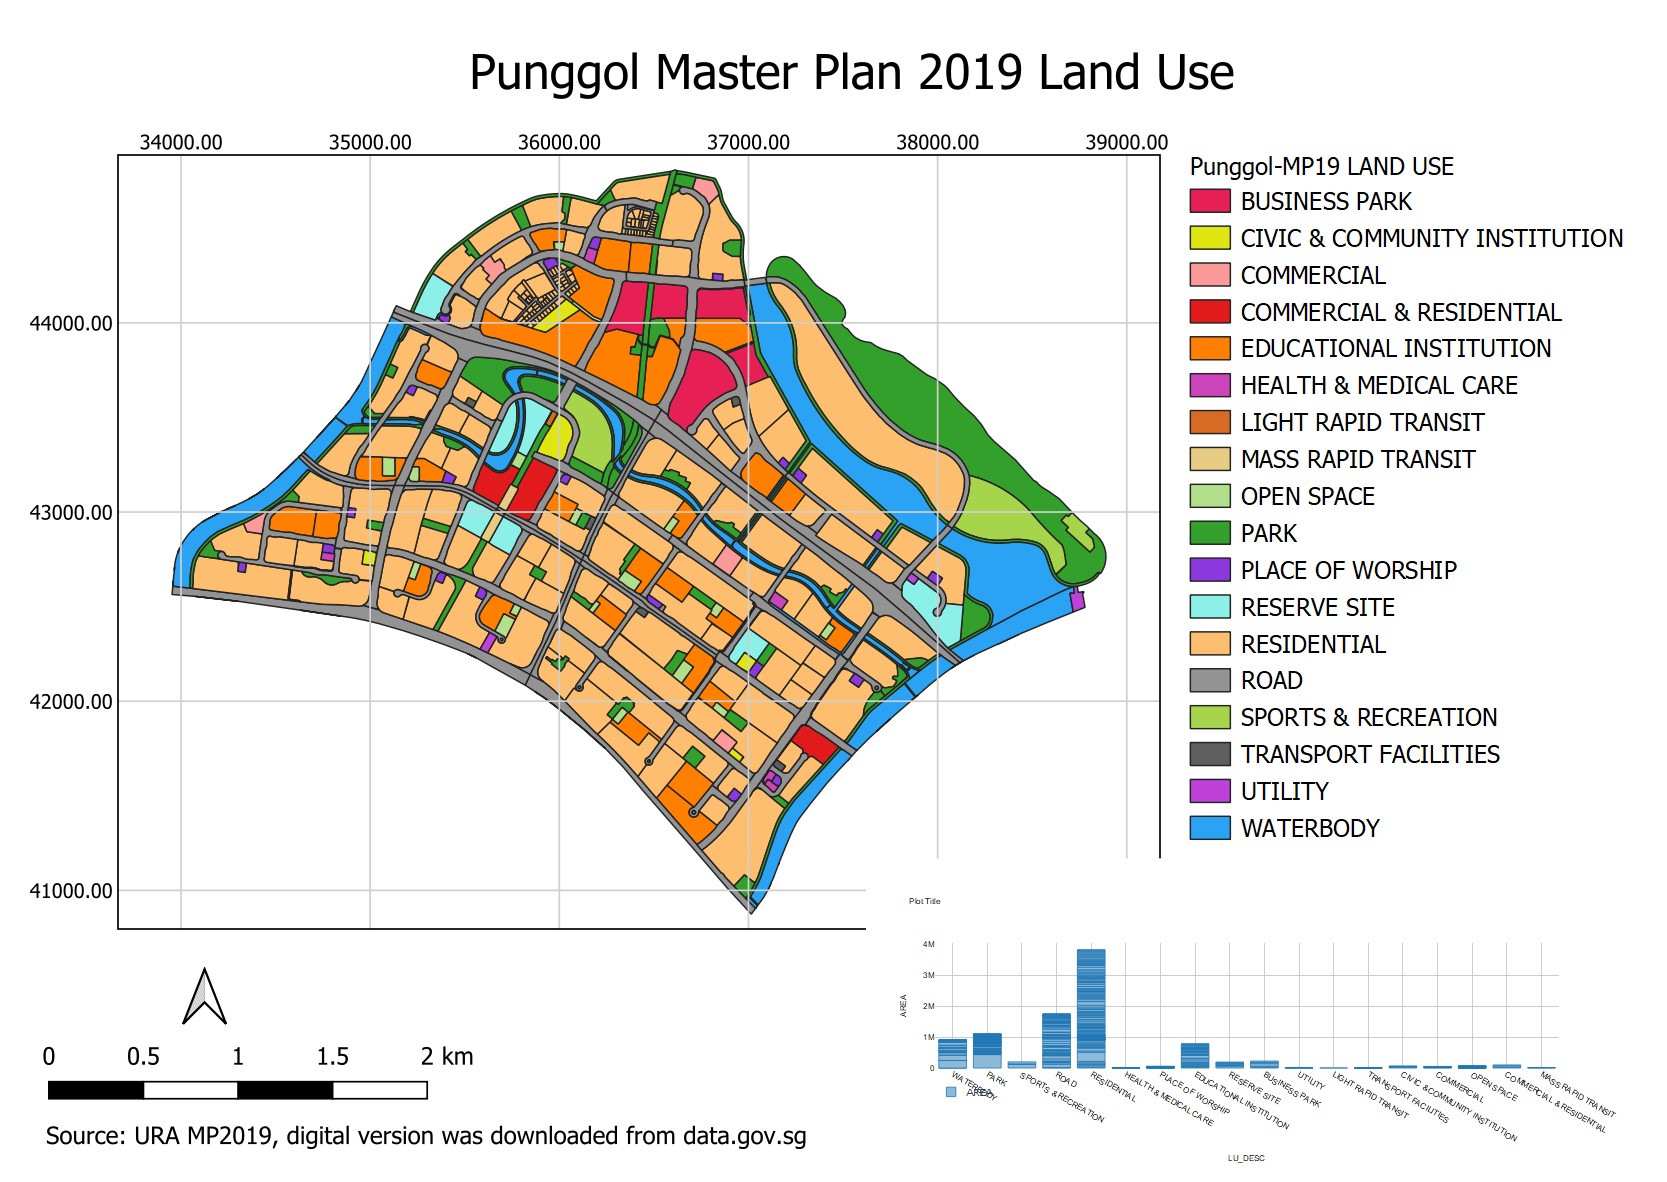 Punggol Master Plan 2019 Land Use
34000.00 35000.00 36000.00 37000.00 38000.00 39000.00
44000.00
43000.00
42000.00
41000.00
Punggol-MP19 LAND USE
BUSINESS PARK
CIVIC & COMMUNITY INSTITUTION
COMMERCIAL
COMMERCIAL & RESIDENTIAL
EDUCATIONAL INSTITUTION
HEALTH & MEDICAL CARE
LIGHT RAPID TRANSIT
MASS RAPID TRANSIT
OPEN SPACE
PARK
PLACE OF WORSHIP
RESERVE SITE
RESIDENTIAL
ROAD
SPORTS & RECREATION
TRANSPORT FACILITIES
UTILITY
WATERBODY
Plot Title
4M
3M
2M
1M
0
AREA
WATERBODY
PARK
SPORTS & RECREATION
ROAD
RESIDENTIAL
HEALTH & MEDICAL CARE
PLACE OF WORSHIP
EDUCATIONAL INSTITUTION
RESERVE SITE
BUSINESS PARK
UTILITY
LIGHT RAPID TRANSIT
TRANSPORT FACILITIES
CIVIC & COMMUNITY INSTITUTION
COMMERCIAL
OPEN SPACE
COMMERCIAL & RESIDENTIAL
MASS RAPID TRANSIT
AREA
LU_DESC
0 0.5 1 1.5 2 km
Source: URA MP2019, digital version was downloaded from data.gov.sg